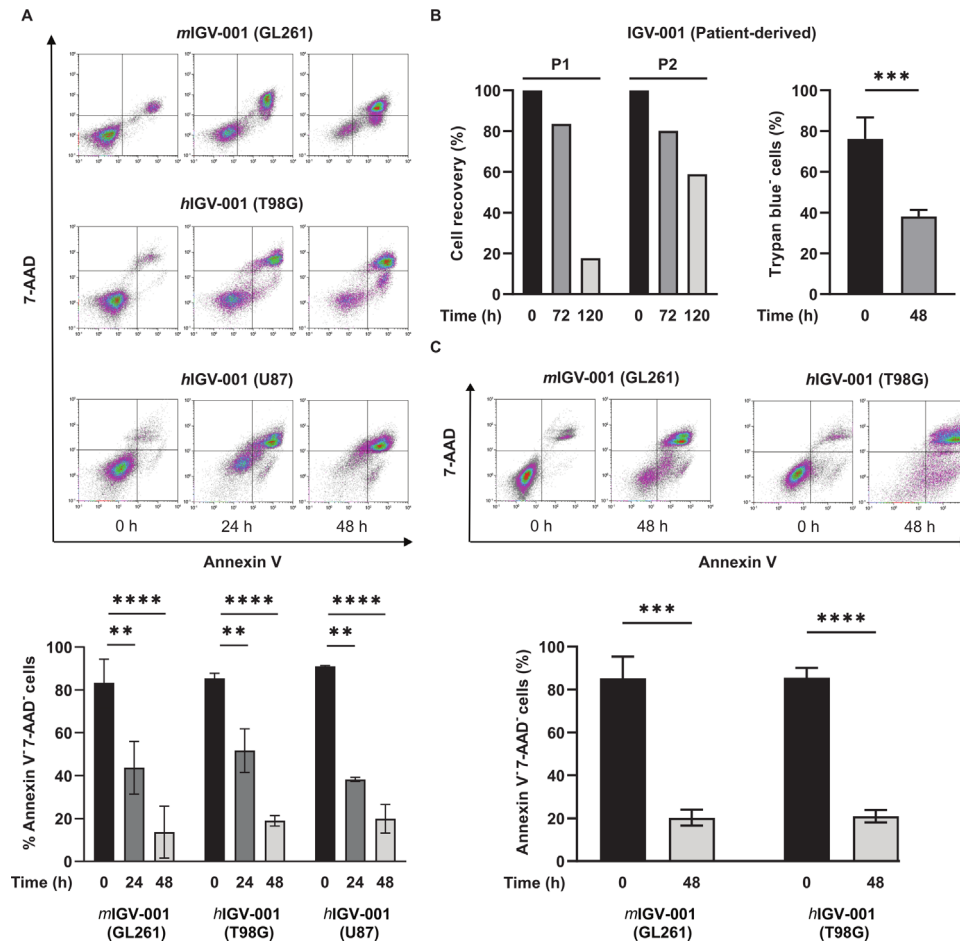 A
mIGV-001 (GL261)
hIGV-001 (T98G)
hIGV-001 (U87)
7-AAD
0 h 24 h 48 h
Annexin V
**** **** ****
** ** **
% Annexin V- 7-AAD- cells
100
80
60
40
20
0
Time (h) 0 24 48 0 24 48 0 24 48
mIGV-001 hIGV-001 hIGV-001
(GL261) (T98G) (U87)
B
IGV-001 (Patient-derived)
P1 P2
Cell recovery (%)
100
80
60
40
20
0
Time (h) 0 72 120 0 72 120
***
Trypan blue- cells (%)
100
80
60
40
20
0
Time (h) 0 48
C
mIGV-001 (GL261) hIGV-001 (T98G)
7-AAD
0 h 48 h 0 h 48 h
Annexin V
*** ****
Annexin V- 7-AAD- cells (%)
100
80
60
40
20
0
Time (h) 0 48 0 48
mIGV-001 hIGV-001
(GL261) (T98G)